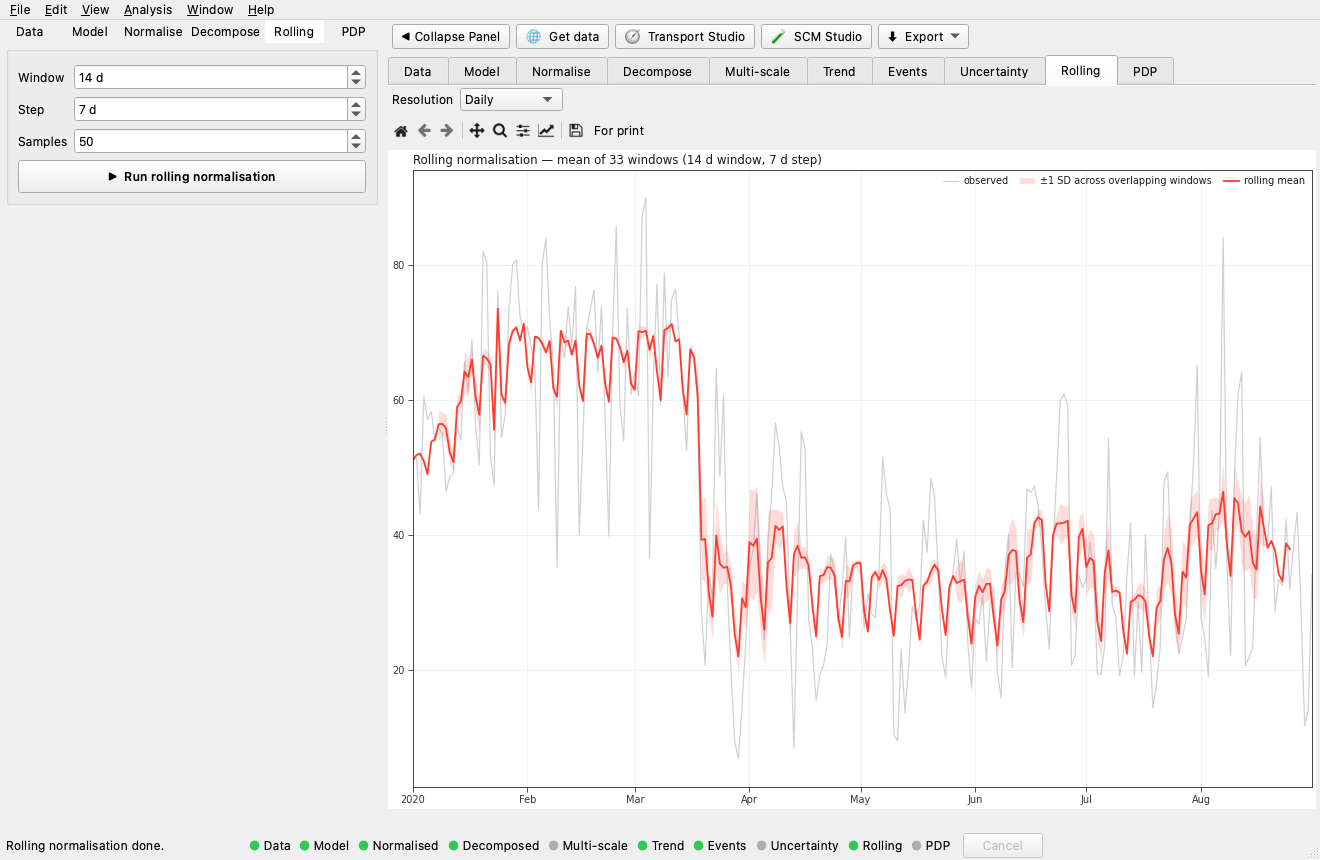 File Edit View Analysis Window Help
Data Model Normalise Decompose Rolling PDP
Window 14 d
Step 7 d
Samples 50
Run rolling normalisation
Collapse Panel Get data Transport Studio SCM Studio Export
Data Model Normalise Decompose Multi-scale Trend Events Uncertainty Rolling PDP
Resolution Daily
For print
Rolling normalisation — mean of 33 windows (14 d window, 7 d step)
observed ±1 SD across overlapping windows rolling mean
80
60
40
20
2020 Feb Mar Apr May Jun Jul Aug
Rolling normalisation done. Data Model Normalised Decomposed Multi-scale Trend Events Uncertainty Rolling PDP Cancel